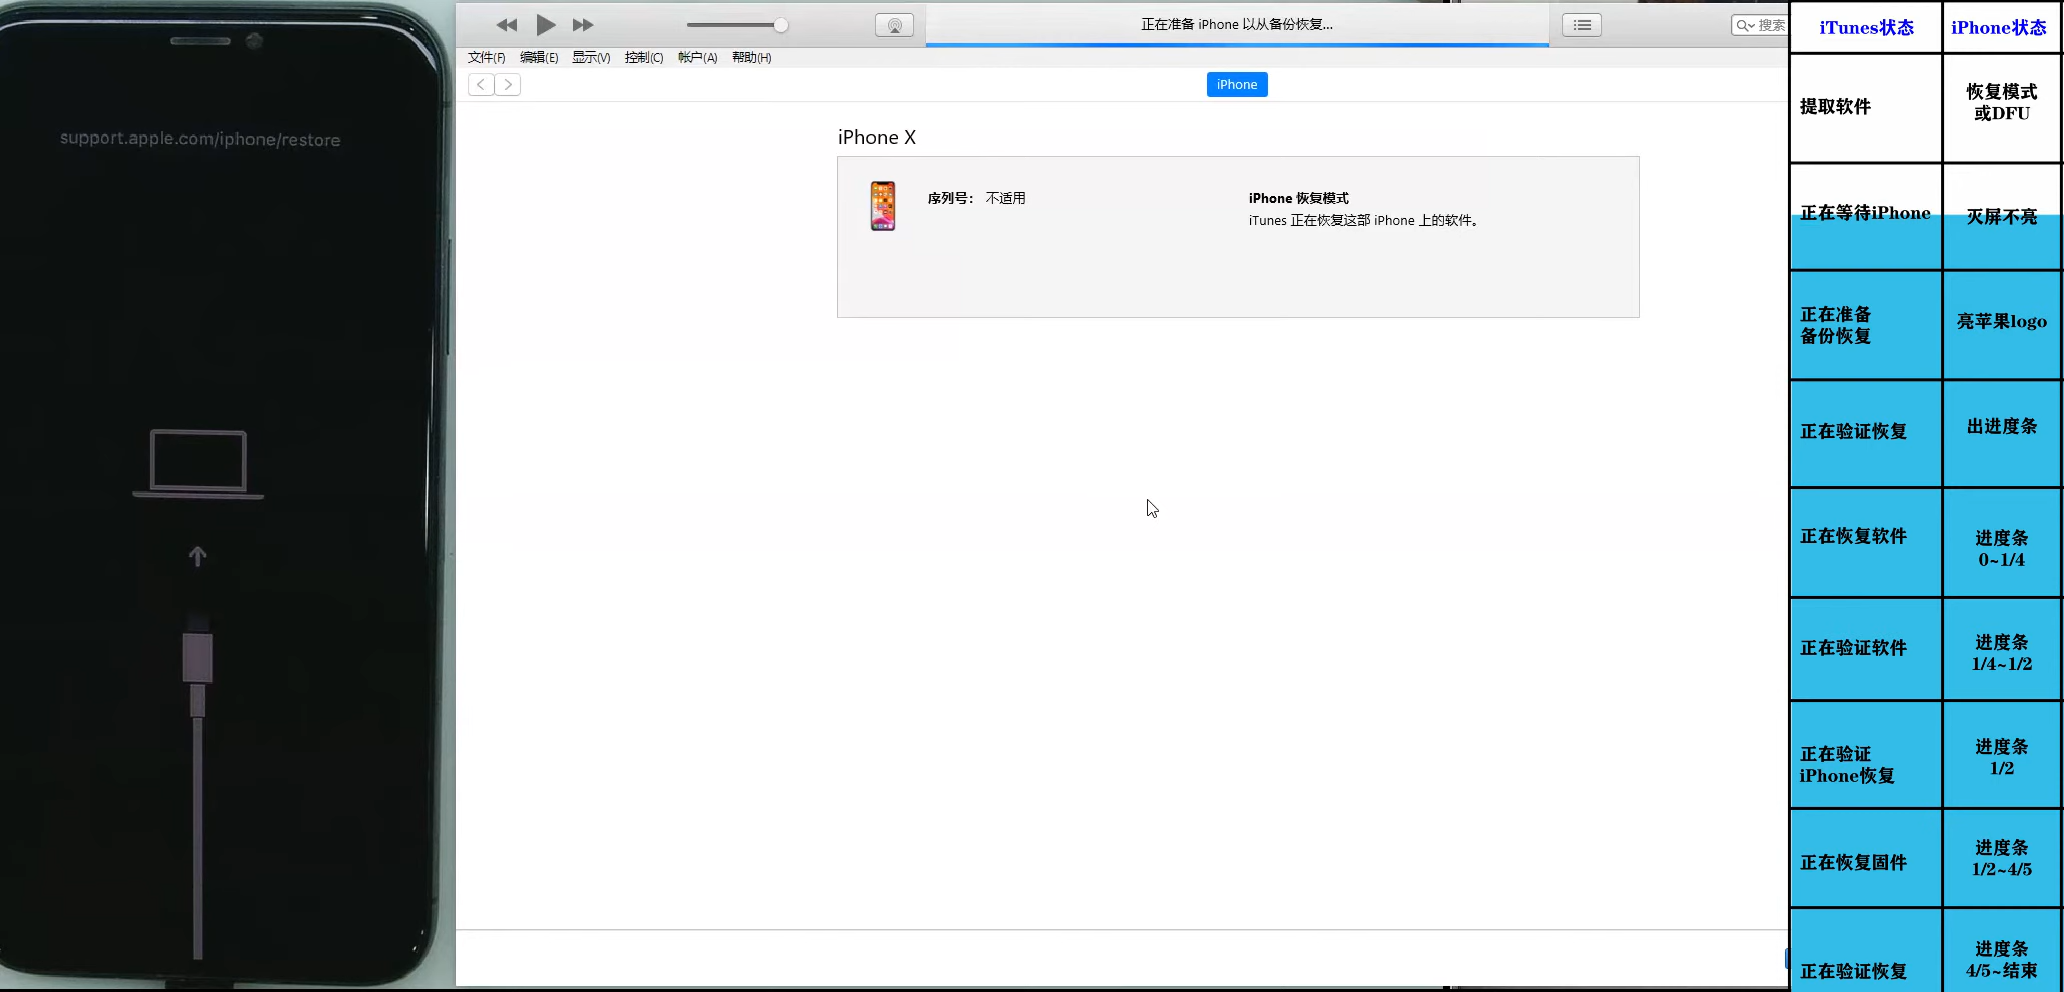 support.apple.com/iphone/restore
正在准备 iPhone 以从备份恢复...
搜索
文件(F) 编辑(E) 显示(V) 控制(C) 帐户(A) 帮助(H)
iPhone
iPhone X
序列号： 不适用
iPhone 恢复模式
iTunes 正在恢复这部 iPhone 上的软件。
iTunes状态 iPhone状态
提取软件
恢复模式
或DFU
正在等待iPhone
灭屏不亮
正在准备
备份恢复
亮苹果logo
正在验证恢复
出进度条
正在恢复软件
进度条
0~1/4
正在验证软件
进度条
1/4~1/2
正在验证
iPhone恢复
进度条
1/2
正在恢复固件
进度条
1/2~4/5
正在验证恢复
进度条
4/5~结束